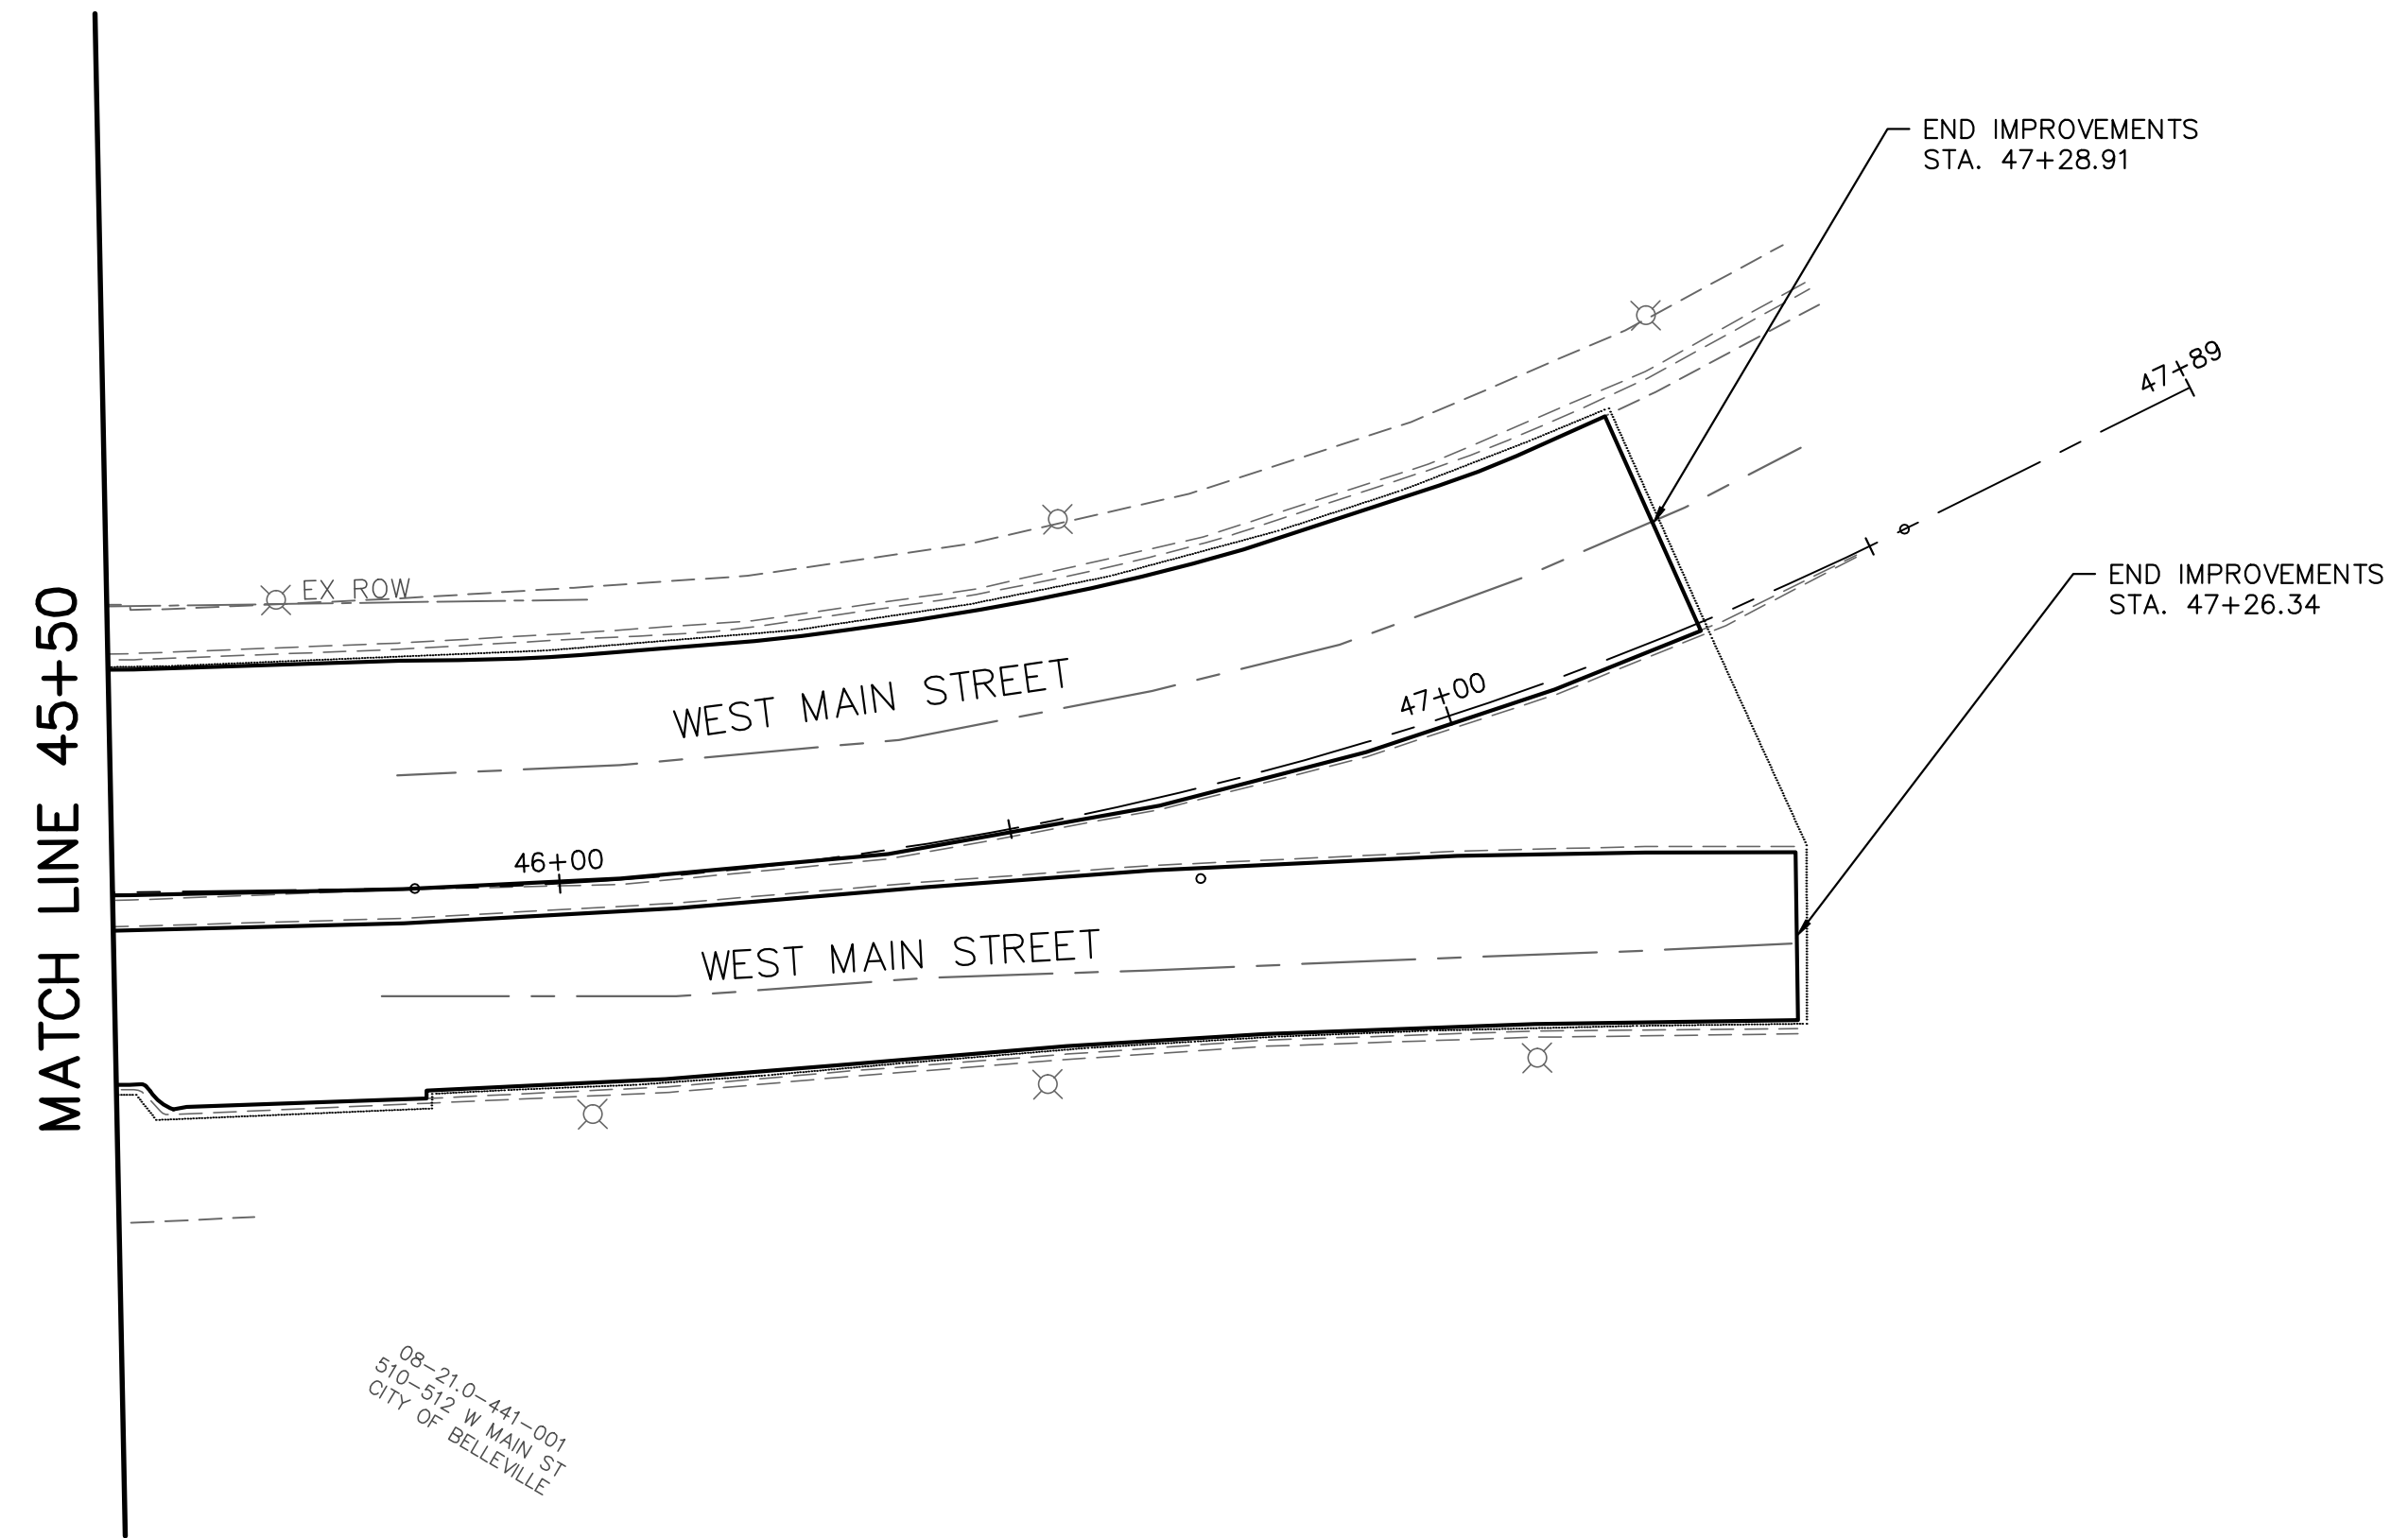 END IMPROVEMENTS
STA. 47+28.91
47+89
EX ROW
END IMPROVEMENTS
STA. 47+26.34
MATCH LINE 45+50
WEST MAIN STREET
47+00
46+00
WEST MAIN STREET
08-21.0-441-001
510-512 W MAIN ST
CITY OF BELLEVILLE